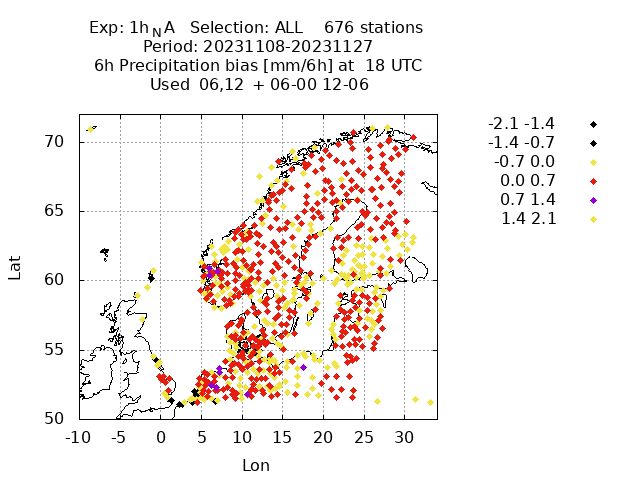 Exp: 1h_NA   Selection: ALL    676 stations
Period: 20231108-20231127
6h Precipitation bias [mm/6h] at  18 UTC
Used 06,12 + 06-00 12-06
-2.1 -1.4
-1.4 -0.7
-0.7 0.0
0.0 0.7
0.7 1.4
1.4 2.1
70
65
60
55
50
Lat
-10 -5 0 5 10 15 20 25 30
Lon